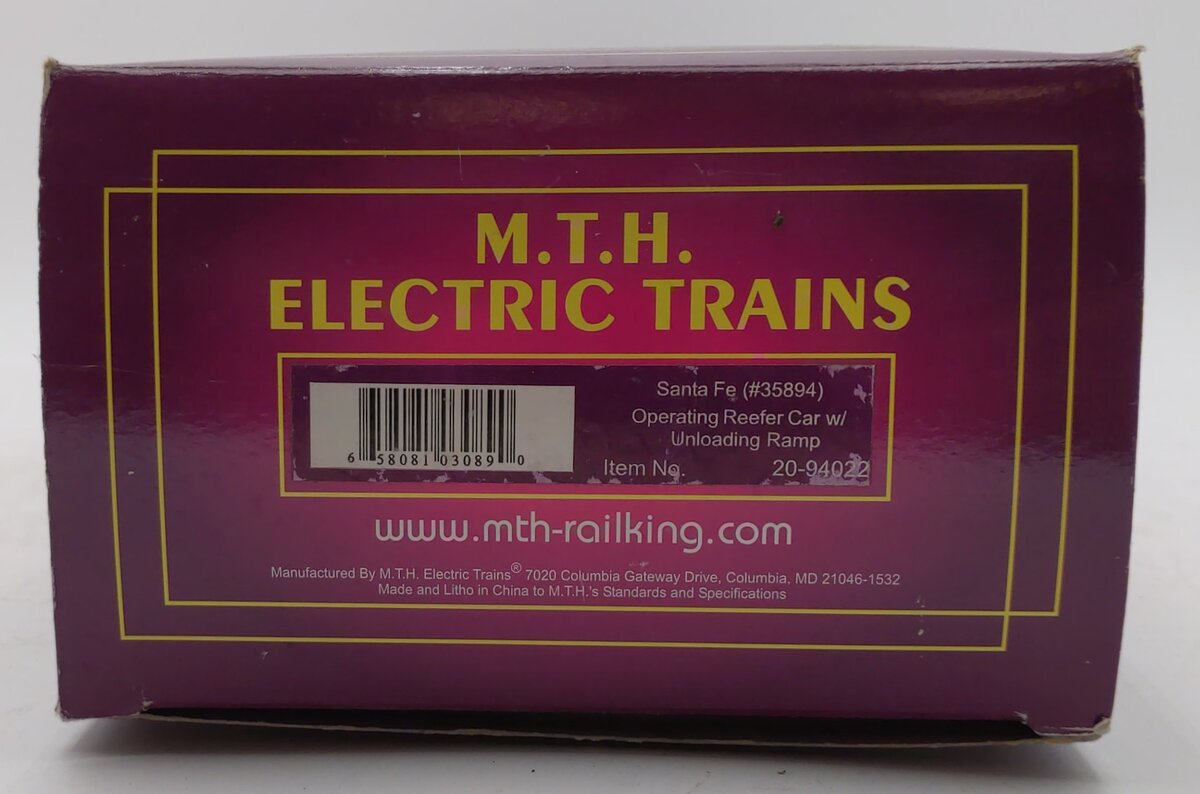 M.T.H.
ELECTRIC TRAINS
Santa Fe (#35894)
Operating Reefer Car w/
Unloading Ramp
6 58081 03089 0
Item No. 20-94022
www.mth-railking.com
Manufactured By M.T.H. Electric Trains® 7020 Columbia Gateway Drive, Columbia, MD 21046-1532
Made and Litho in China to M.T.H.'s Standards and Specifications